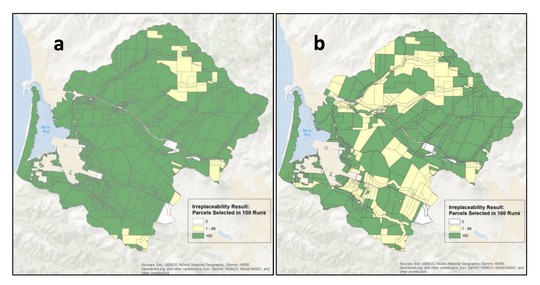 a
Morro
Bay
Irreplaceability Result:
Parcels Selected in 100 Runs
0
1 - 99
100
Sources: Esri, GEBCO, NOAA, National Geographic, Garmin, HERE,
Geonames.org, and other contributors, Esri, Garmin, GEBCO, NOAA NGDC, and
other contributors
b
Morro
Bay
Irreplaceability Result:
Parcels Selected in 100 Runs
0
1 - 99
100
Sources: Esri, GEBCO, NOAA, National Geographic, Garmin, HERE,
Geonames.org, and other contributors, Esri, Garmin, GEBCO, NOAA NGDC, and
other contributors